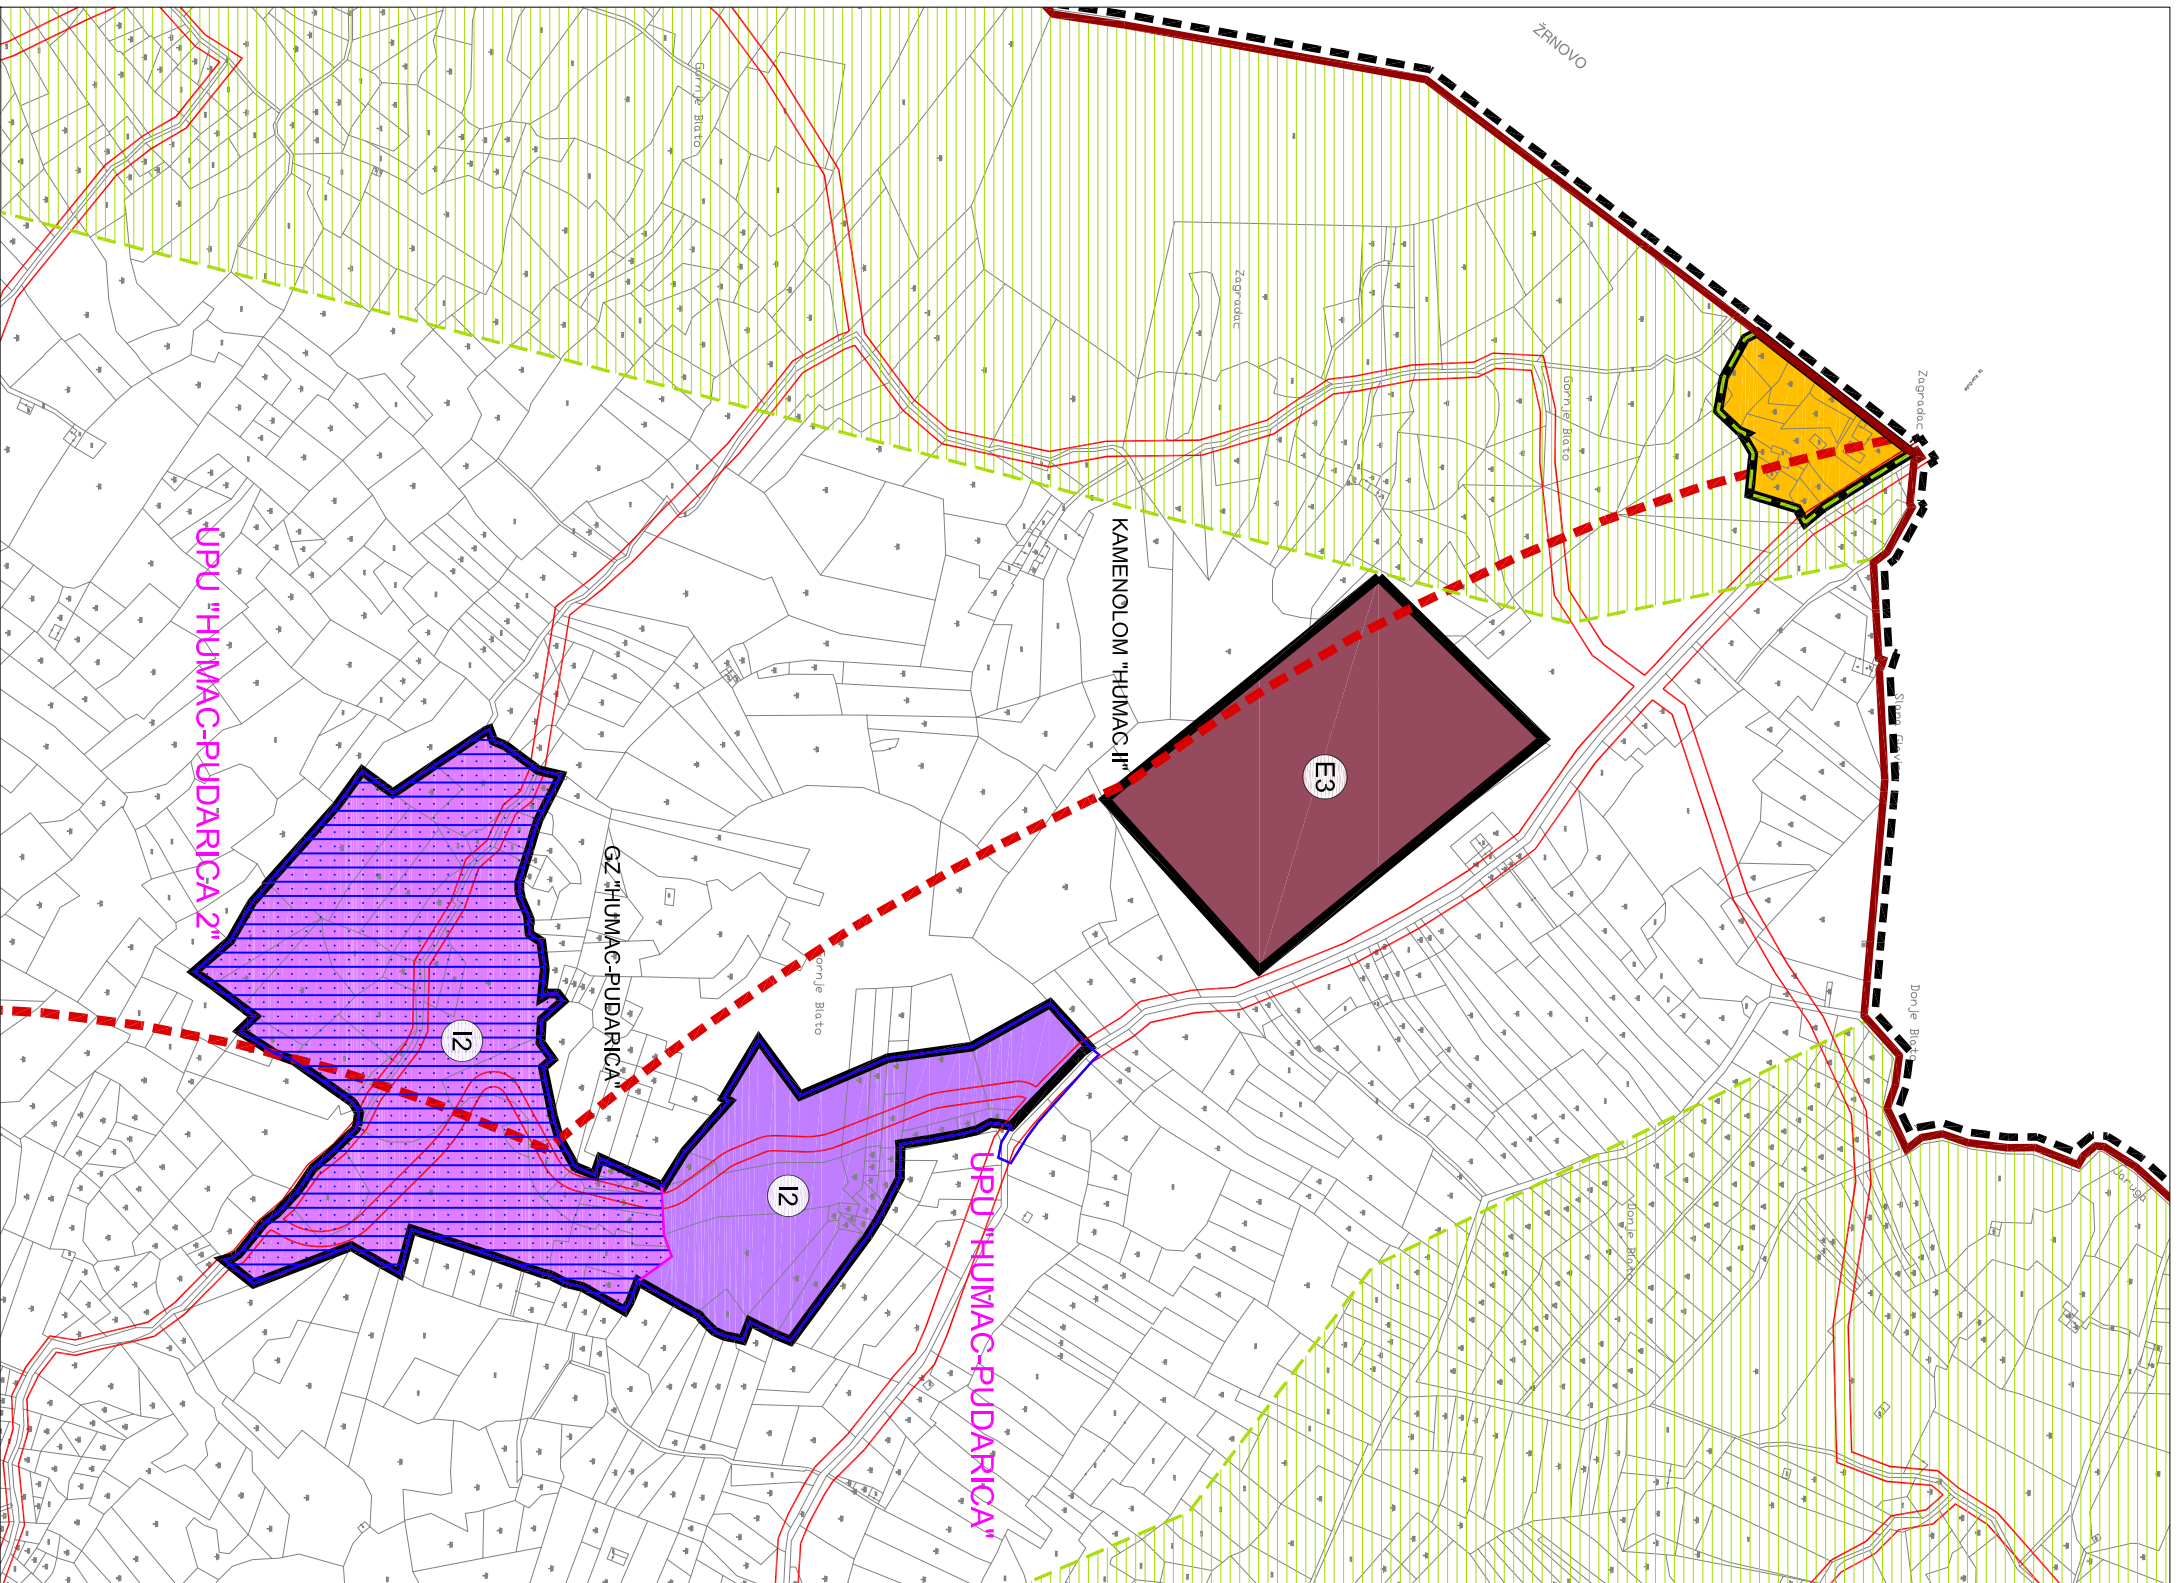 ŽRNOVO
Gornje Blato
Zagradac
Gornje Blato
Zagradac
KAMENOLOM "HUMAC II"
E3
UPU "HUMAC-PUDARICA 2"
GZ "HUMAC-PUDARICA"
Gornje Blato
I2
I2
UPU "HUMAC-PUDARICA"
Donje Blato
Donje Blato
Jaruga